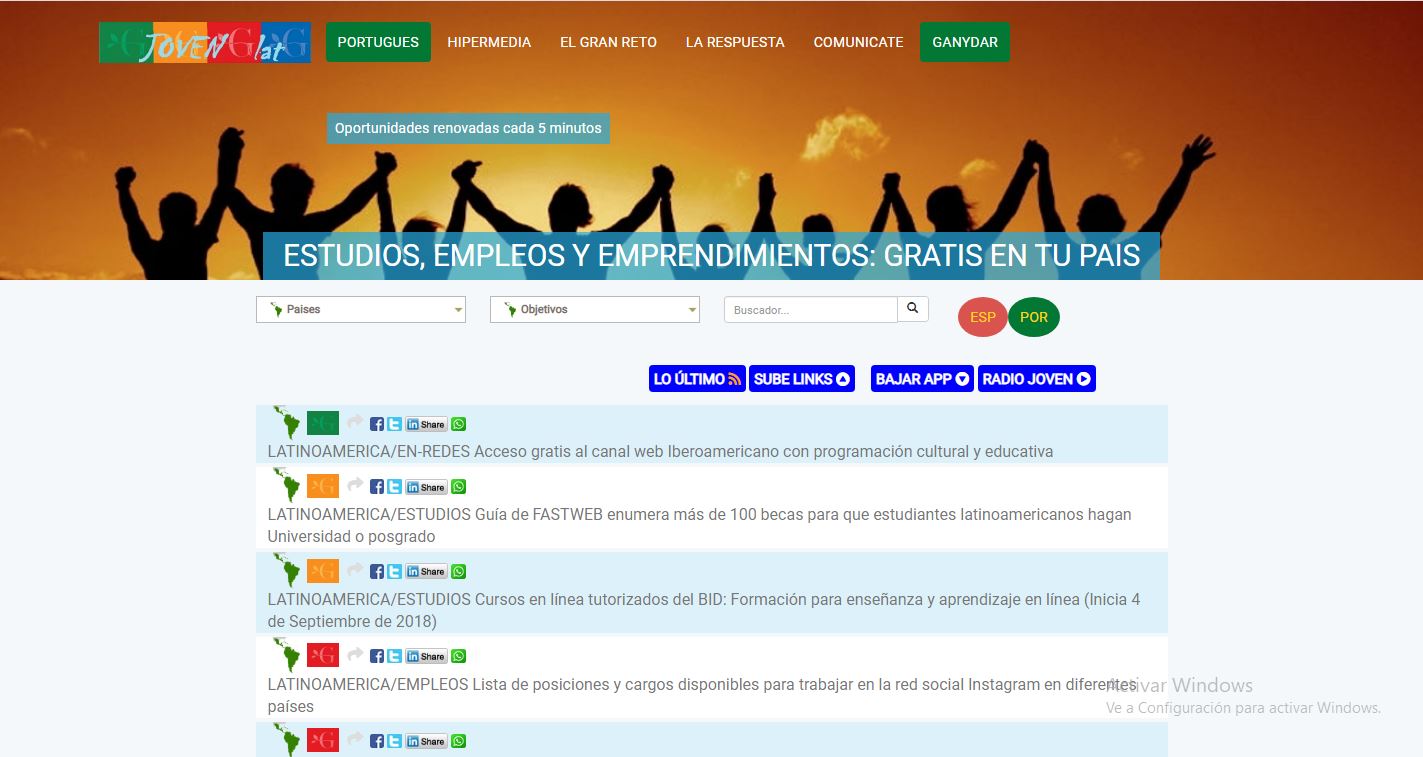 JOVEN lat
PORTUGUES
HIPERMEDIA
EL GRAN RETO
LA RESPUESTA
COMUNICATE
GANYDAR
Oportunidades renovadas cada 5 minutos
ESTUDIOS, EMPLEOS Y EMPRENDIMIENTOS: GRATIS EN TU PAIS
Paises
Objetivos
Buscador...
ESP
POR
LO ÚLTIMO
SUBE LINKS
BAJAR APP
RADIO JOVEN
G
in Share
LATINOAMERICA/EN-REDES Acceso gratis al canal web Iberoamericano con programación cultural y educativa
G
in Share
LATINOAMERICA/ESTUDIOS Guía de FASTWEB enumera más de 100 becas para que estudiantes latinoamericanos hagan
Universidad o posgrado
G
in Share
LATINOAMERICA/ESTUDIOS Cursos en línea tutorizados del BID: Formación para enseñanza y aprendizaje en línea (Inicia 4
de Septiembre de 2018)
G
in Share
LATINOAMERICA/EMPLEOS Lista de posiciones y cargos disponibles para trabajar en la red social Instagram en diferentes
países
Activar Windows
Ve a Configuración para activar Windows.
G
in Share